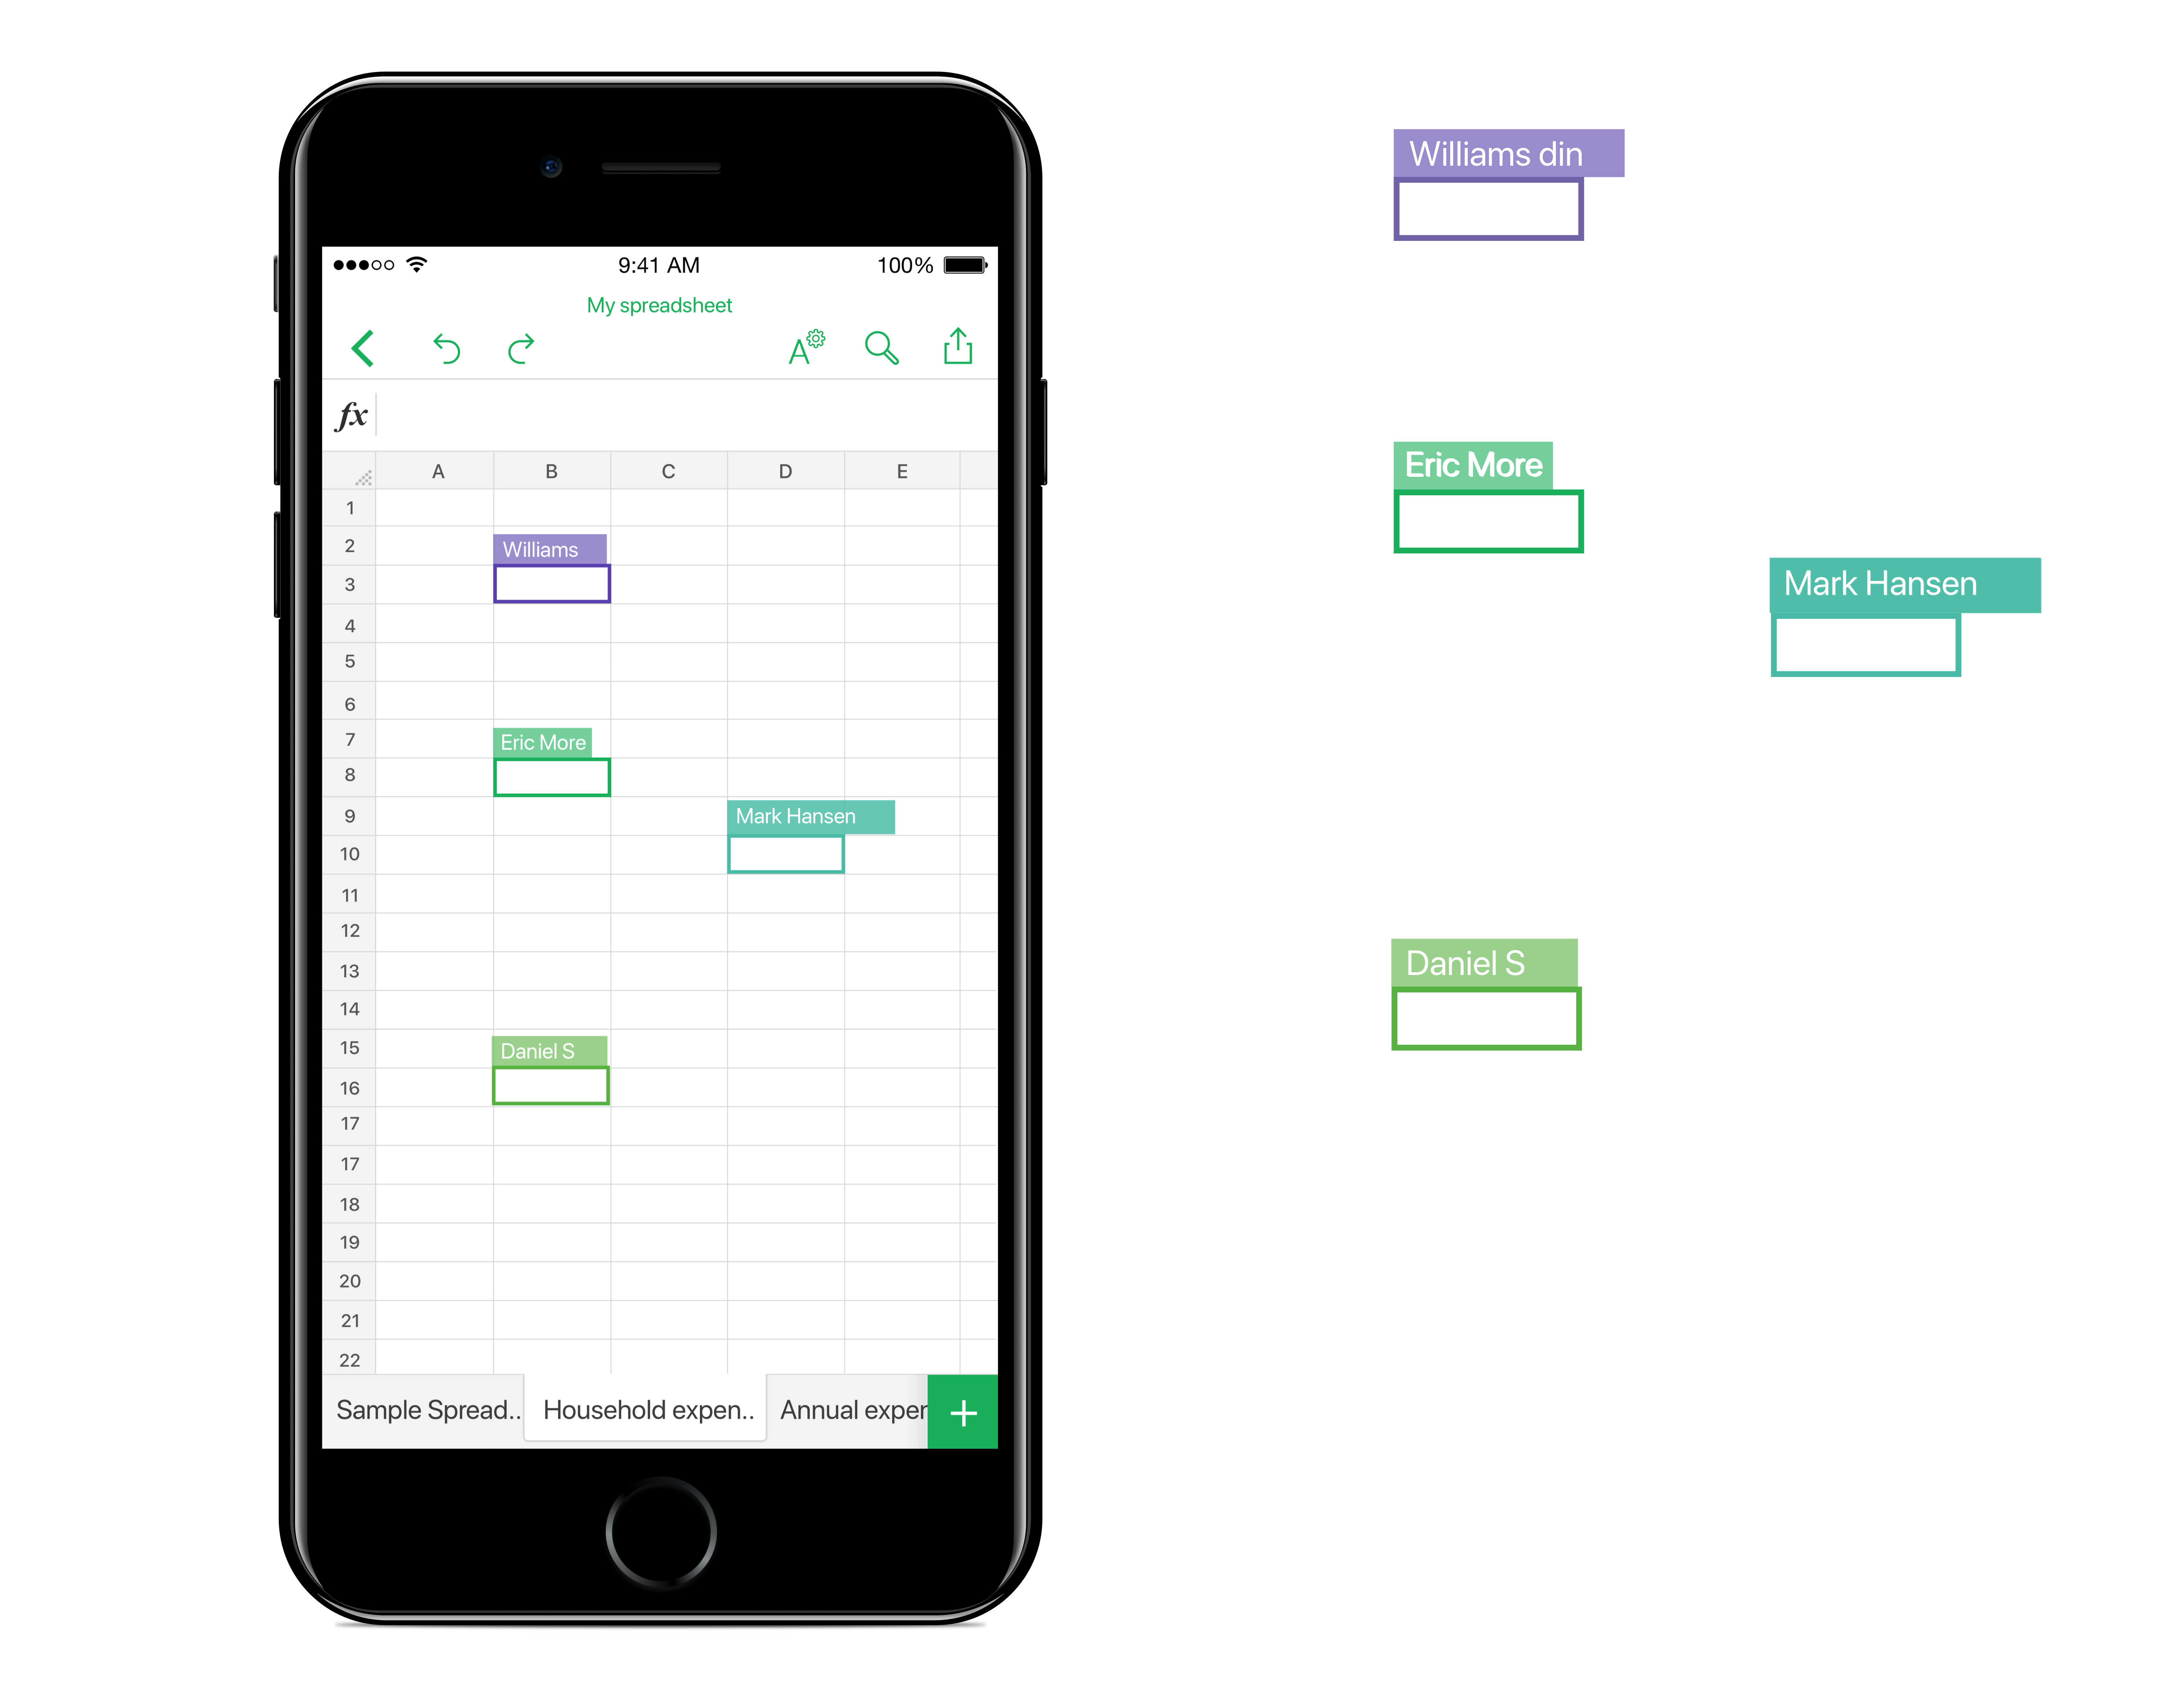 9:41 AM
100%
My spreadsheet
A
fx
A B C D E
1
2
Williams
3
4
5
6
7
Eric More
8
9
Mark Hansen
10
11
12
13
14
15
Daniel S
16
17
17
18
19
20
21
22
Sample Spread..
Household expen..
Annual exper
+
Williams din
Eric More
Mark Hansen
Daniel S